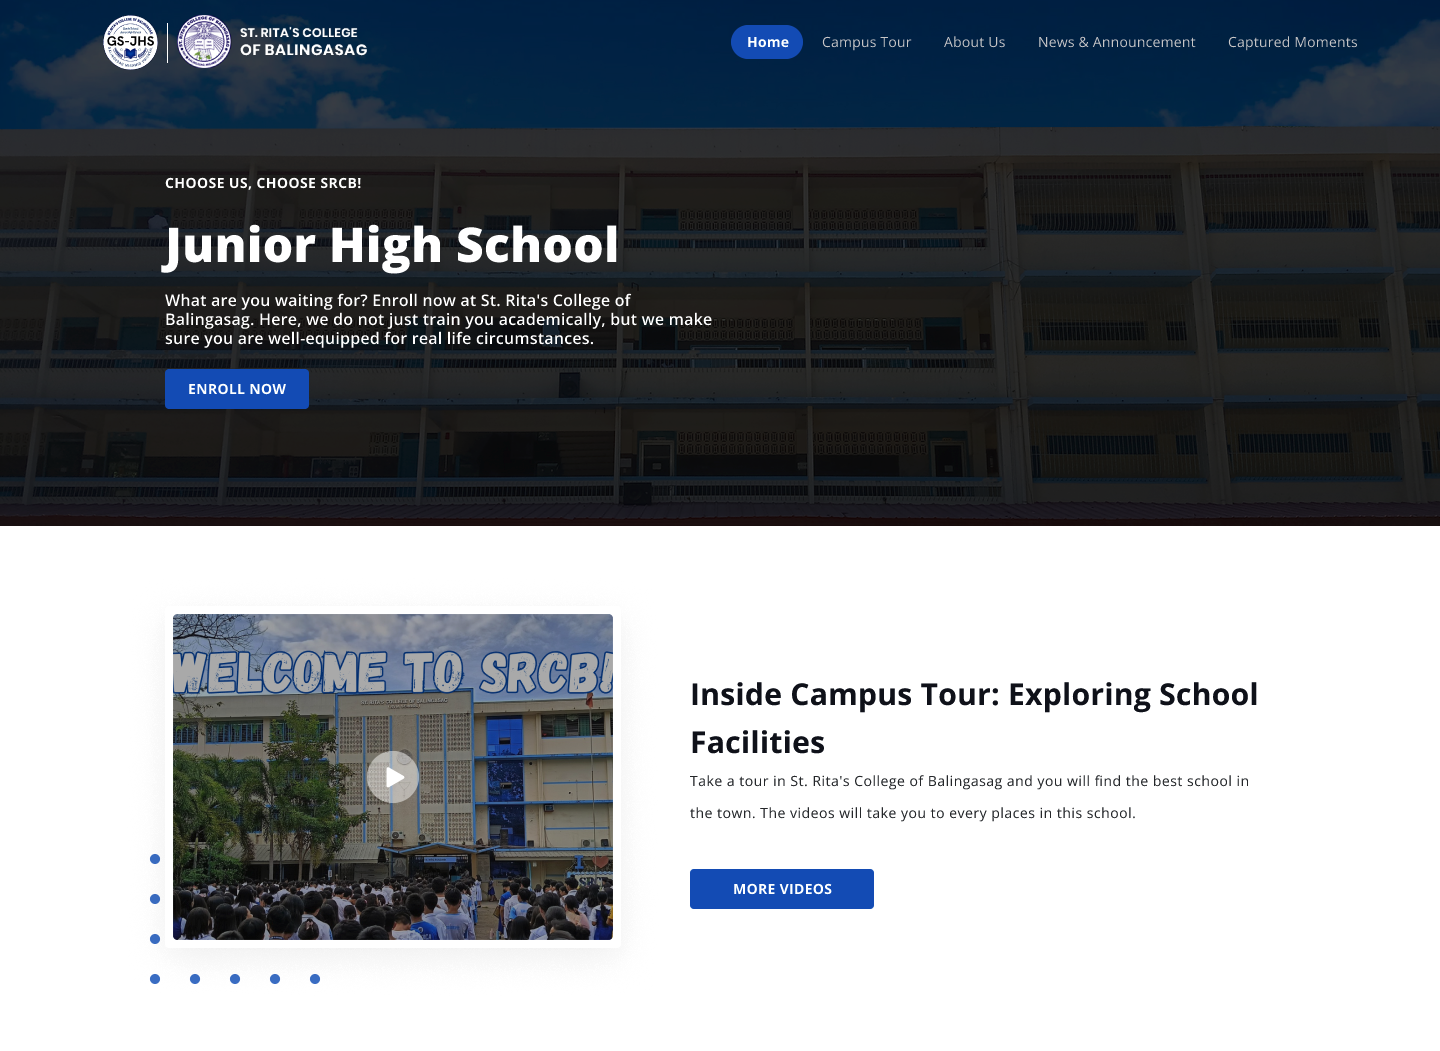 GS-JHS
ST. RITA'S COLLEGE
OF BALINGASAG
Home
Campus Tour
About Us
News & Announcement
Captured Moments
CHOOSE US, CHOOSE SRCB!
Junior High School
What are you waiting for? Enroll now at St. Rita's College of
Balingasag. Here, we do not just train you academically, but we make
sure you are well-equipped for real life circumstances.
ENROLL NOW
WELCOME TO SRCB!
ST. RITA'S COLLEGE OF BALINGASAG
Inside Campus Tour: Exploring School
Facilities
Take a tour in St. Rita's College of Balingasag and you will find the best school in
the town. The videos will take you to every places in this school.
MORE VIDEOS